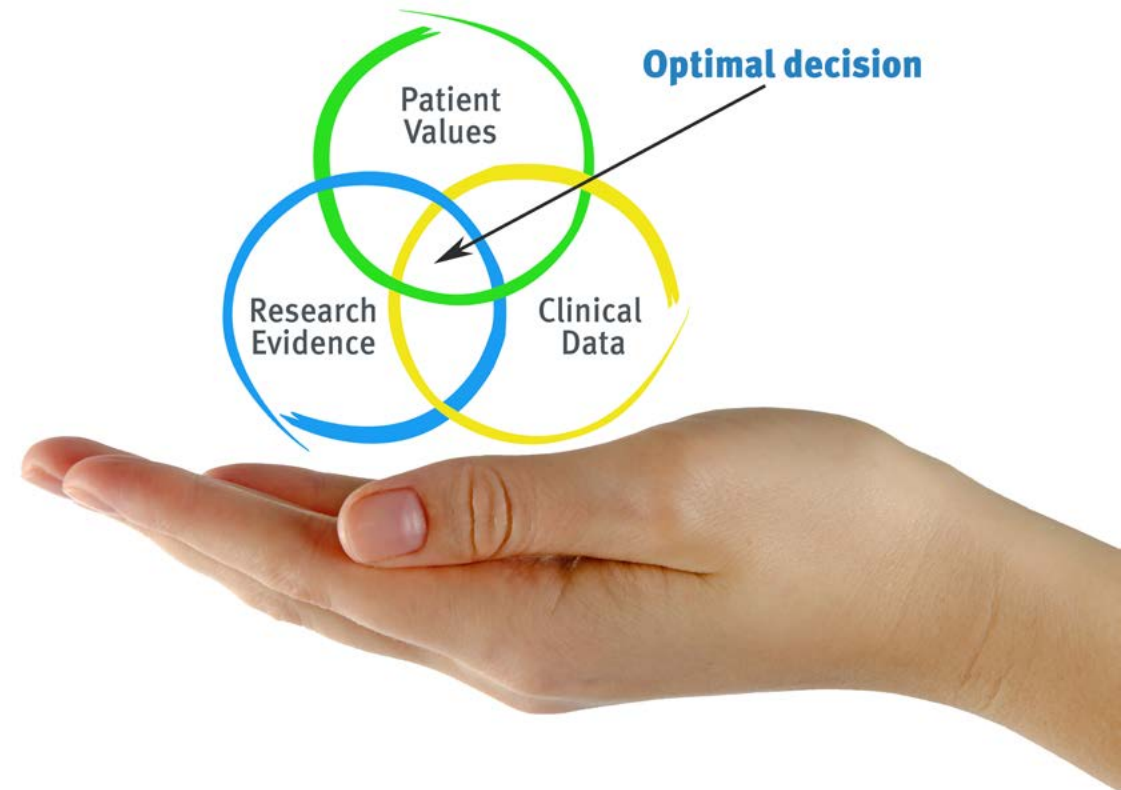 Optimal decision
Patient
Values
Research
Evidence
Clinical
Data